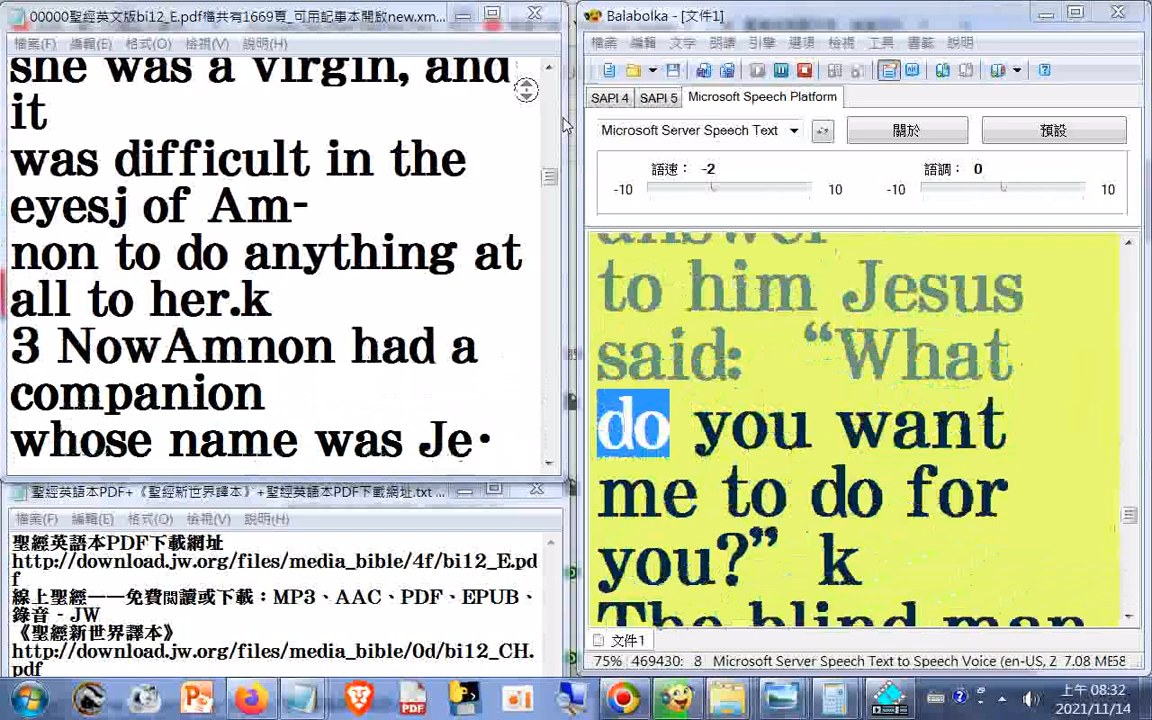 00000聖經英文版bi12_E.pdf檔共有1669頁_可用記事本開啟new.xm...
檔案(F) 編輯(E) 格式(O) 檢視(V) 說明(H)
she was a virgin, and
it
was difficult in the
eyesj of Am-
non to do anything at
all to her.k
3 NowAmnon had a
companion
whose name was Je·
聖經英語本PDF+《聖經新世界譯本》+聖經英語本PDF下載網址.txt ...
檔案(F) 編輯(E) 格式(O) 檢視(V) 說明(H)
聖經英語本PDF下載網址
http://download.jw.org/files/media_bible/4f/bi12_E.pd
f
線上聖經——免費閱讀或下載：MP3、AAC、PDF、EPUB、
錄音 - JW
《聖經新世界譯本》
http://download.jw.org/files/media_bible/0d/bi12_CH.
pdf
Balabolka - [文件1]
檔案 編輯 文字 朗讀 引擎 選項 檢視 工具 書籤 說明
SAPI 4 SAPI 5 Microsoft Speech Platform
Microsoft Server Speech Text 關於 預設
語速： -2 語調： 0
-10 10 -10 10
answer
to him Jesus
said: “What
do you want
me to do for
you?” k
The blind man
文件1
75% 469430: 8 Microsoft Server Speech Text to Speech Voice (en-US, Z 7.08 ME58
PDF
上午 08:32
2021/11/14